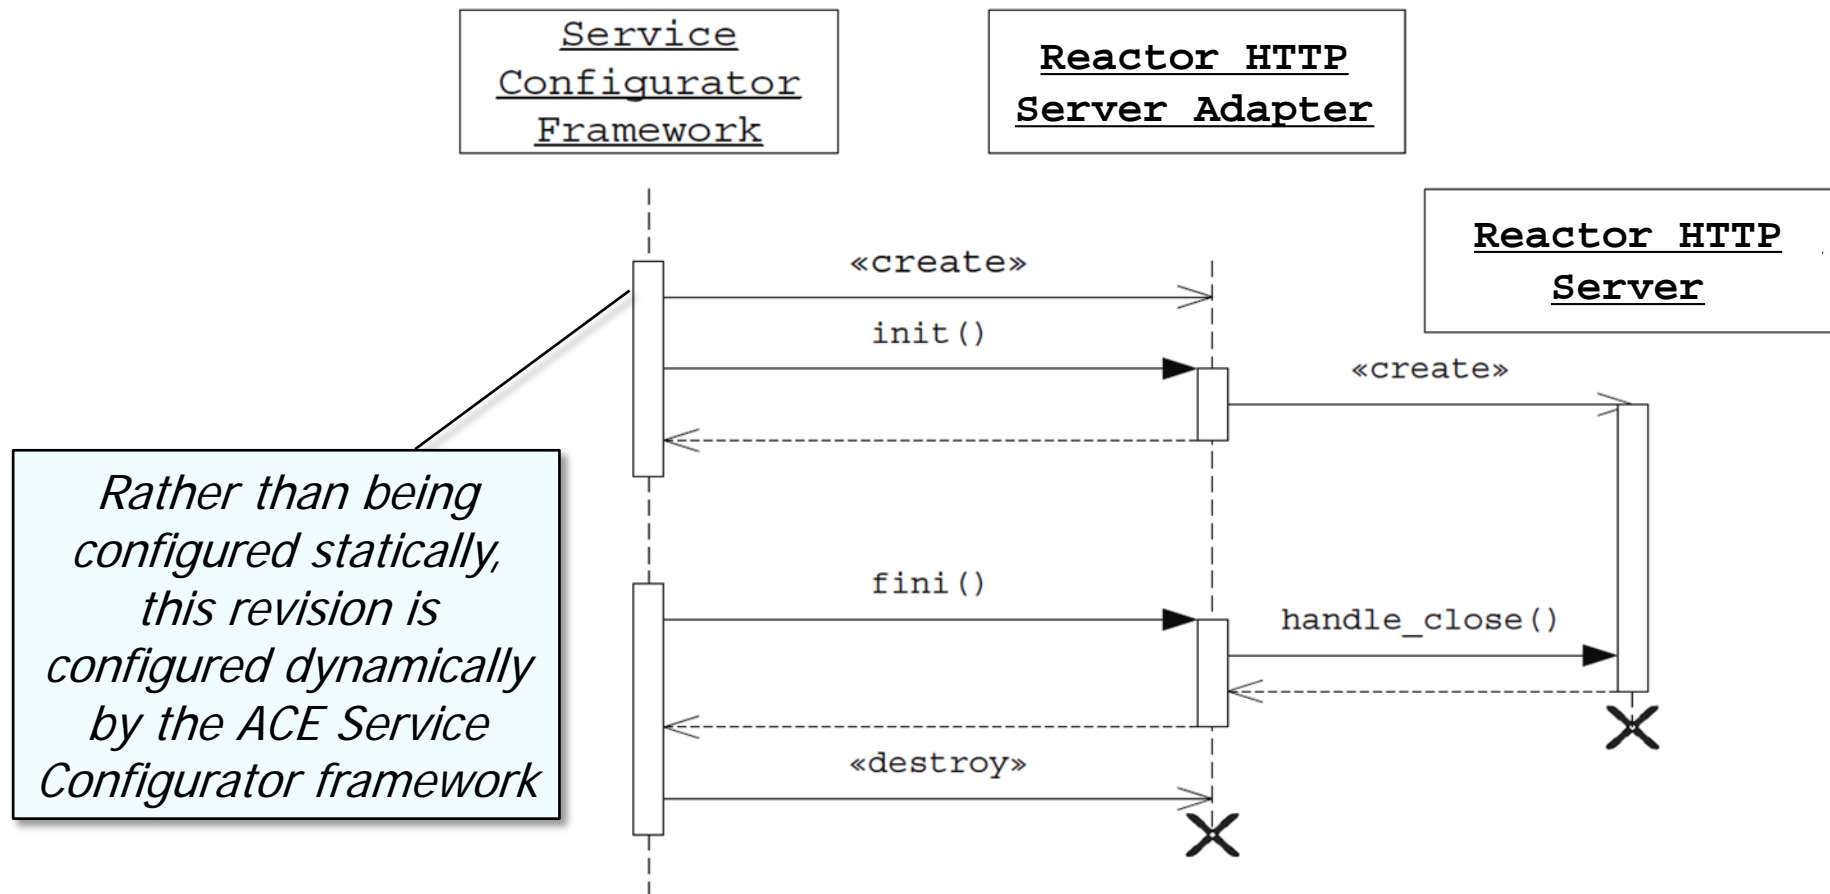 Service
Configurator
Framework
Reactor HTTP
Server Adapter
Reactor HTTP
Server
«create»
init()
«create»
Rather than being
configured statically,
this revision is
configured dynamically
by the ACE Service
Configurator framework
fini()
handle_close()
«destroy»